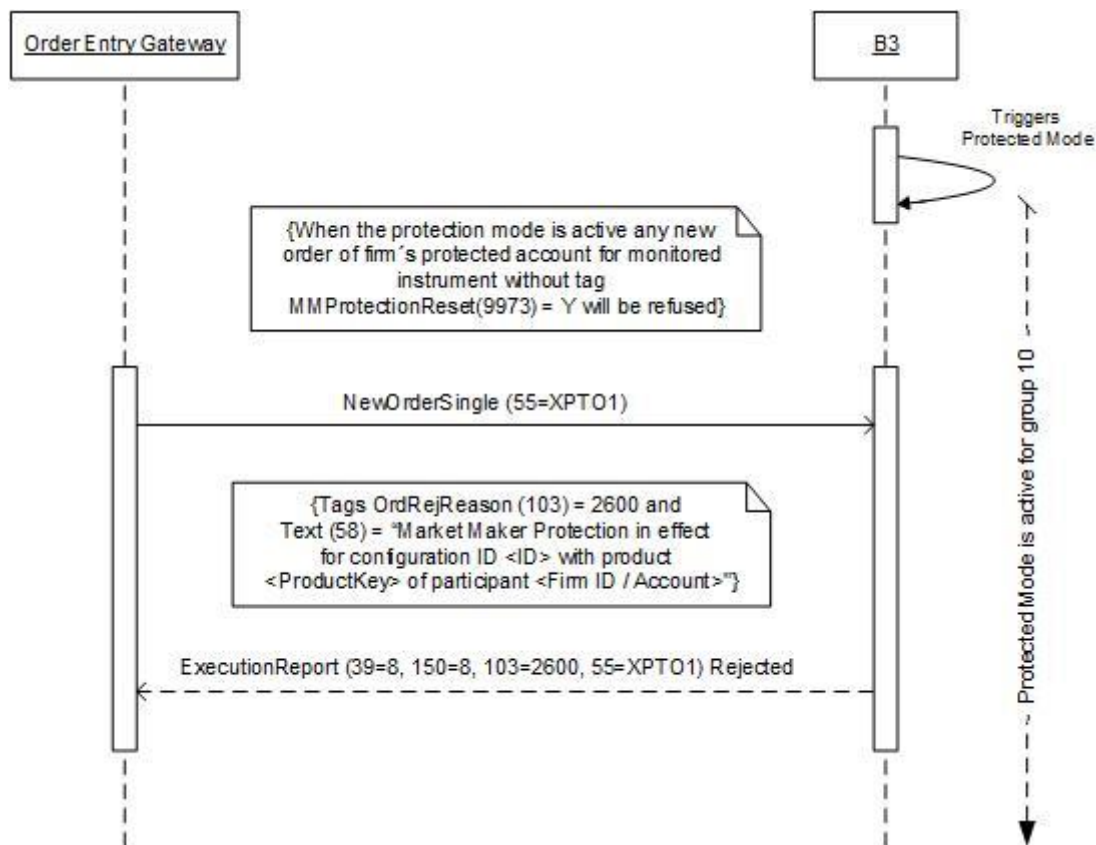 Order Entry Gateway
B3
Triggers
Protected Mode
{When the protection mode is active any new
order of firm´s protected account for monitored
instrument without tag
MMProtectionReset(9973) = Y will be refused}
NewOrderSingle (55=XPTO1)
{Tags OrdRejReason (103) = 2600 and
Text (58) = “Market Maker Protection in effect
for configuration ID <ID> with product
<ProductKey> of participant <Firm ID / Account>”}
ExecutionReport (39=8, 150=8, 103=2600, 55=XPTO1) Rejected
Protected Mode is active for group 10